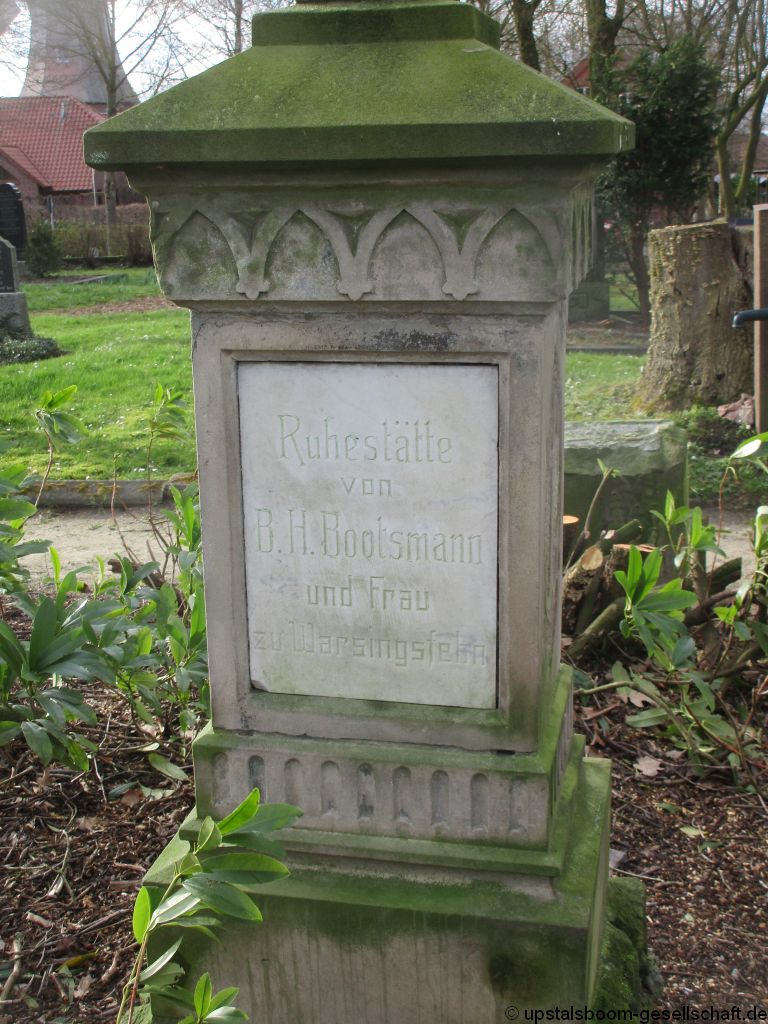 Ruhestätte
von
B. H. Bootsmann
und Frau
zu Warsingsfehn
© upstalsboom-gesellschaft.de